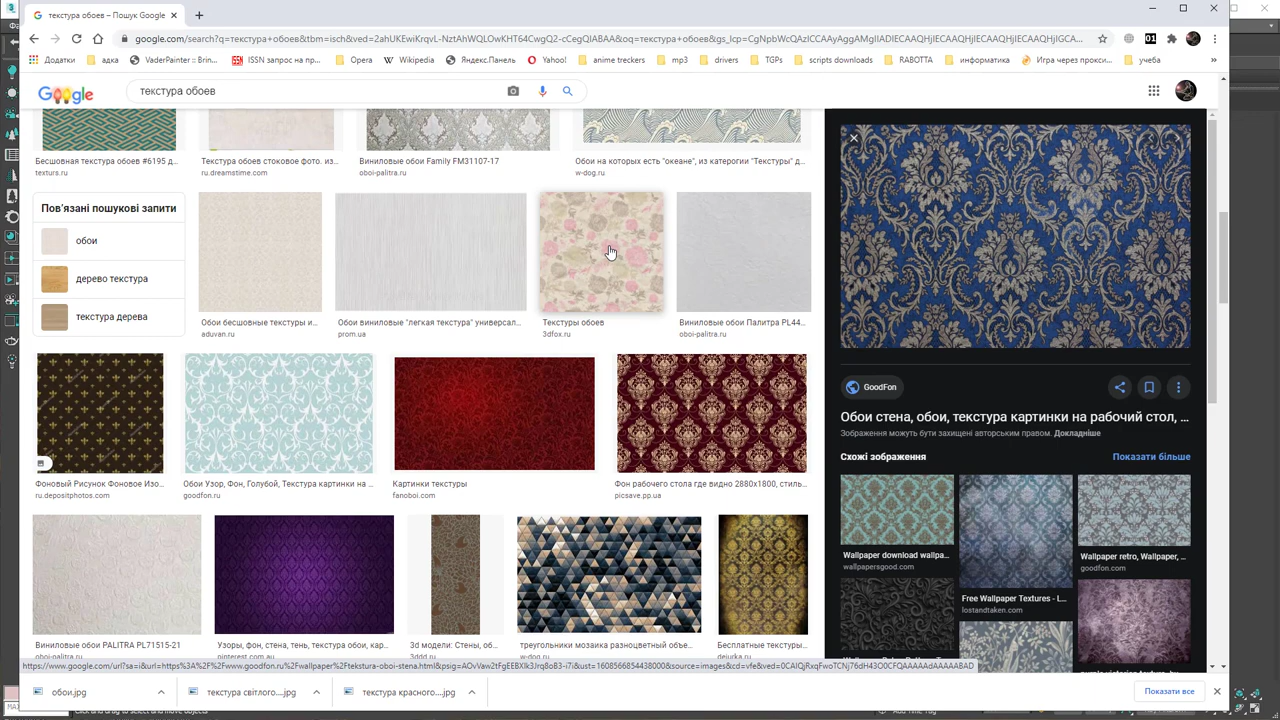 текстура обоев – Пошук Google
google.com/search?q=текстура+обоев&tbm=isch&ved=2ahUKEwiKrqvL-NztAhWQLOwKHT64CwgQ2-cCegQIABAA&oq=текстура+обоев&gs_lcp=CgNpbWcQAzICCAAyAggAMgIIADIECAAQHjIECAAQHjIECAAQHjIECAAQHjIECAAQHjIECAAQHjIGCA...
Додатки
адка
VaderPainter :: Brin...
ISSN запрос на пр...
Opera
Wikipedia
Яндекс.Панель
Yahoo!
anime treckers
mp3
drivers
TGPs
scripts downloads
RABOTTA
информатика
Игра через прокси...
учеба
Google
текстура обоев
Бесшовная текстура обоев #6195 д...
texturs.ru
Текстура обоев стоковое фото. из...
ru.dreamstime.com
Виниловые обои Family FM31107-17
oboi-palitra.ru
Обои на которых есть "океане", из категории "Текстуры" д...
w-dog.ru
Пов’язані пошукові запити
обои
дерево текстура
текстура дерева
Обои бесшовные текстуры и...
aduvan.ru
Обои виниловые "легкая текстура" универсал...
prom.ua
Текстуры обоев
3dfox.ru
Виниловые обои Палитра PL44...
oboi-palitra.ru
Фоновый Рисунок Фоновое Изо...
ru.depositphotos.com
Обои Узор, Фон, Голубой, Текстура картинки на ...
goodfon.ru
Картинки текстуры
fanoboi.com
Фон рабочего стола где видно 2880x1800, стиль...
picsave.pp.ua
Виниловые обои PALITRA PL71515-21
oboi-palitra.ru
Узоры, фон, стена, тень, текстура обои, кар...
pinterest.com.au
3d модели: Стены, об...
3ddd.ru
треугольники мозаика разноцветный объе...
w-dog.ru
Бесплатные текстуры...
dejurka.ru
GoodFon
Обои стена, обои, текстура картинки на рабочий стол, ...
Зображення можуть бути захищені авторським правом. Докладніше
Схожі зображення
Показати більше
Wallpaper download wallpa...
wallpapersgood.com
Free Wallpaper Textures - L...
lostandtaken.com
Wallpaper retro, Wallpaper, ...
goodfon.com
обои.jpg
текстура світлого....jpg
текстура красного....jpg
Показати все